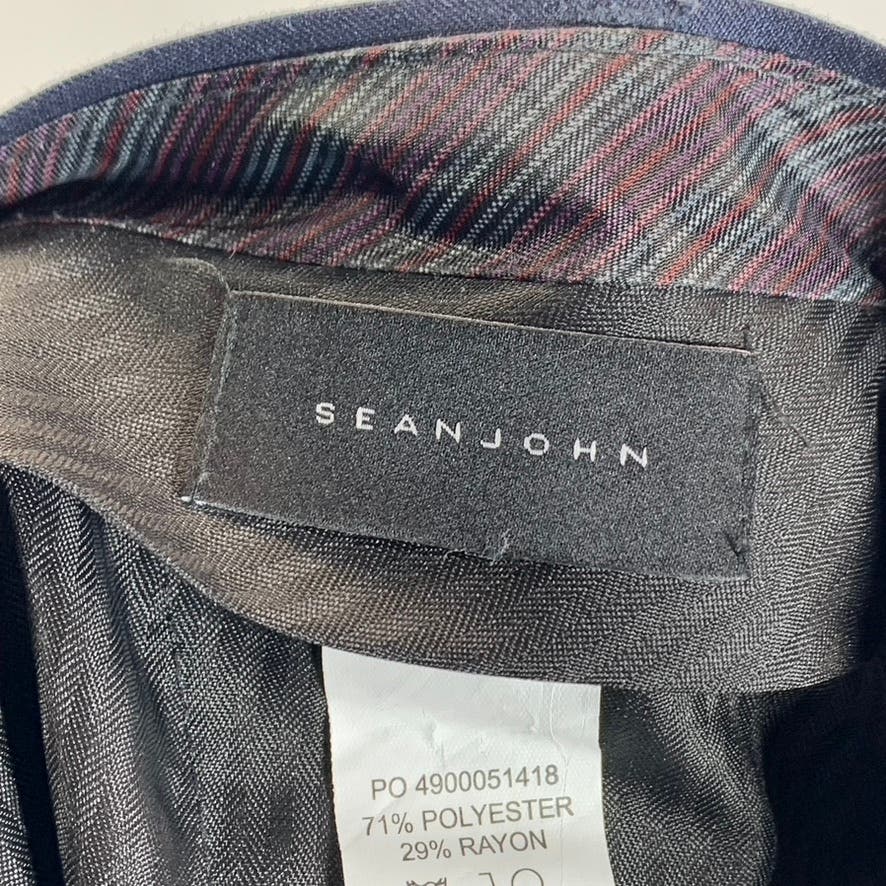 SEANJOHN
PO 4900051418
71% POLYESTER
29% RAYON